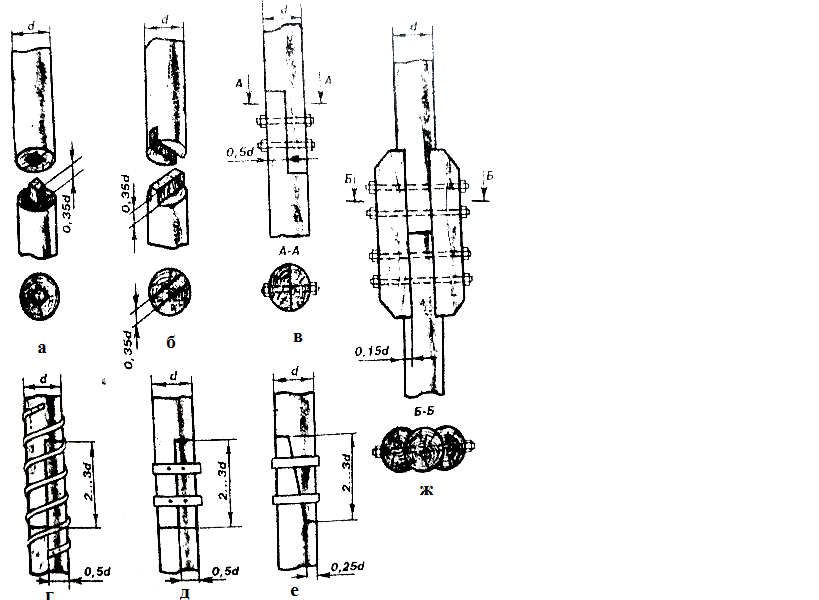 d
d
d
d
А А
0,5d
0,35d
0,35d
Б Б
А-А
0,35d
0,15d
а
б
в
Б-Б
ж
d
d
d
2...3d
2...3d
2...3d
0,5d
0,5d
0,25d
г
д
е